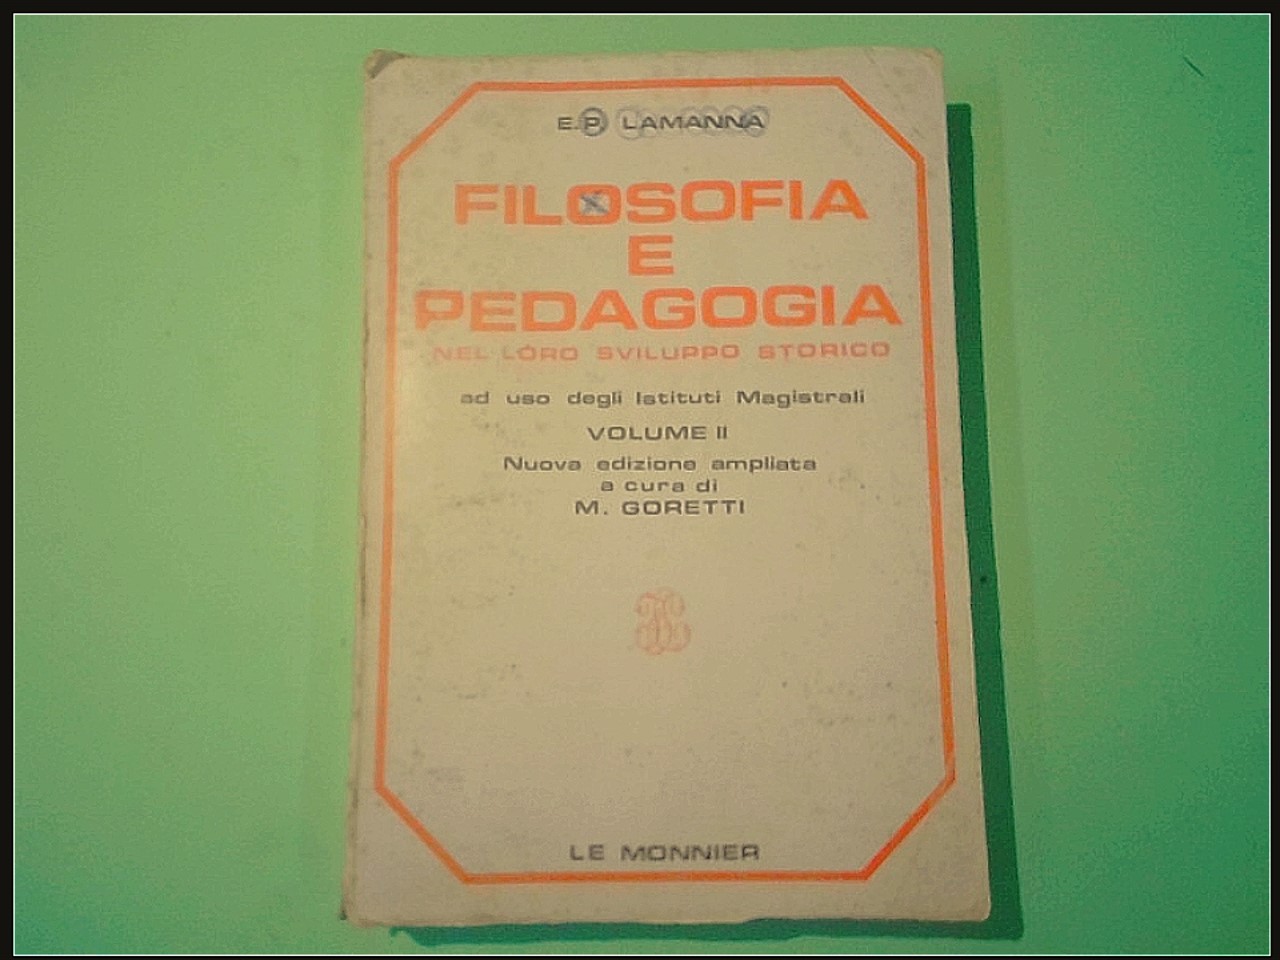 E.P. LAMANNA
FILOSOFIA
E
PEDAGOGIA
NEL LORO SVILUPPO STORICO
ad uso degli Istituti Magistrali
VOLUME II
Nuova edizione ampliata
a cura di
M. GORETTI
LE MONNIER